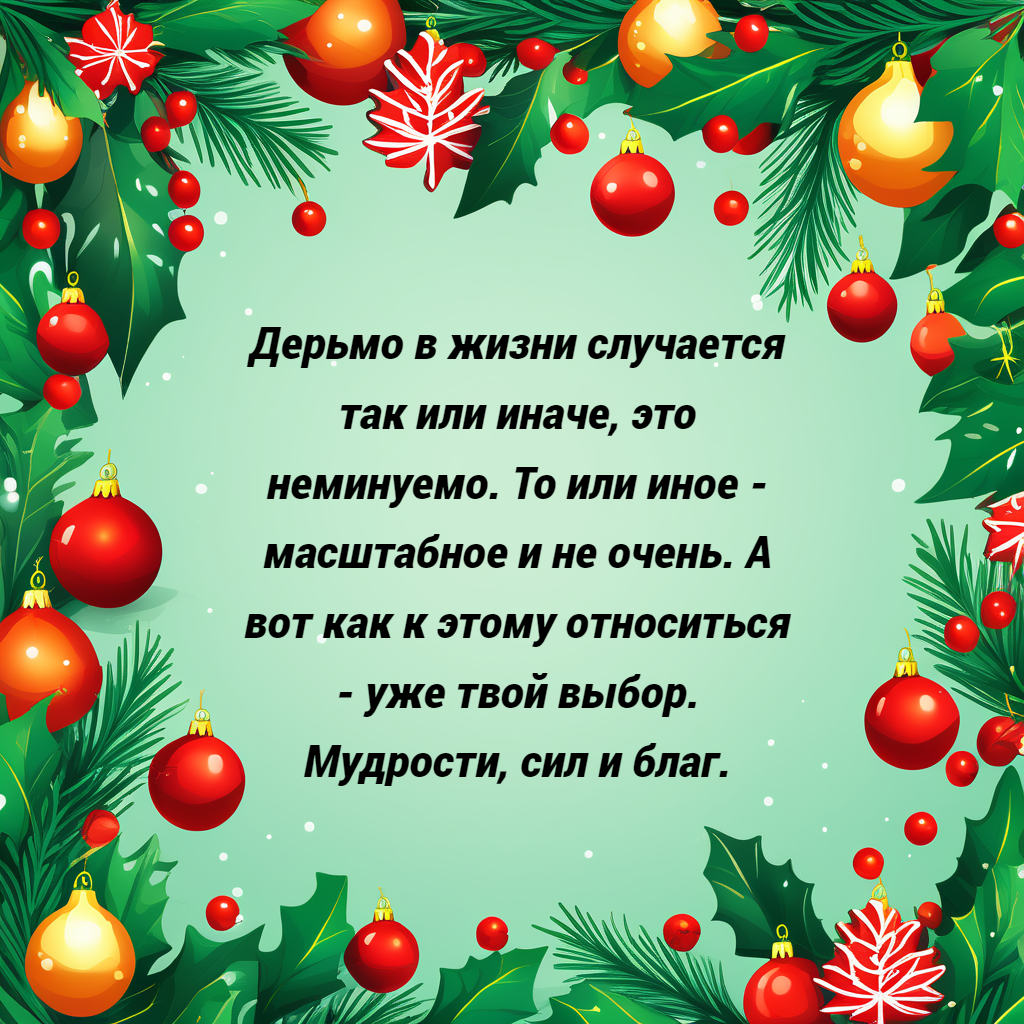 Дерьмо в жизни случается
так или иначе, это
неминуемо. То или иное -
масштабное и не очень. А
вот как к этому относиться
- уже твой выбор.
Мудрости, сил и благ.